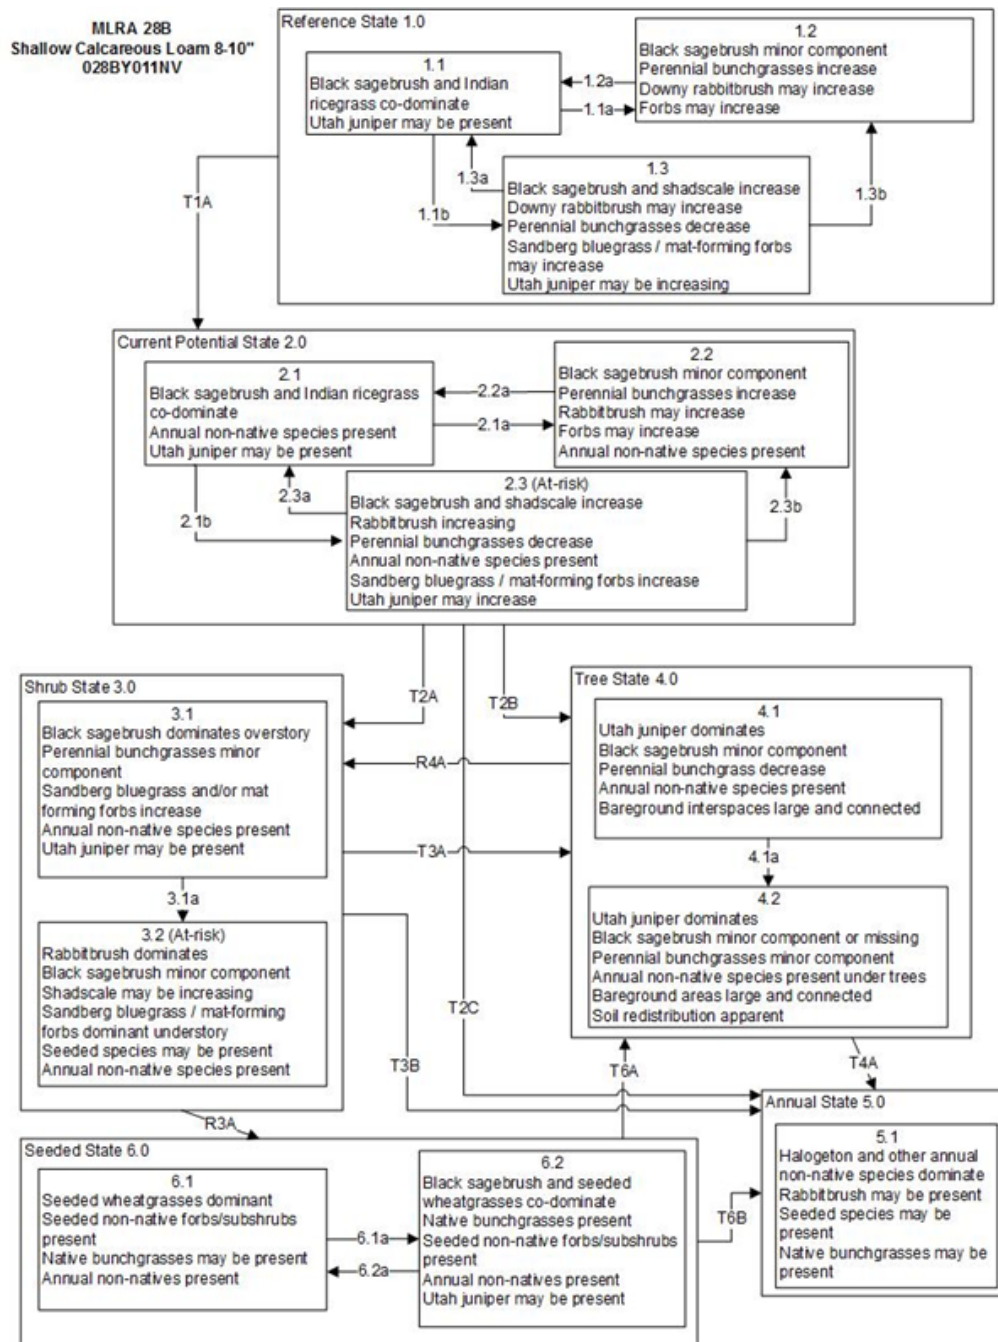 MLRA 28B
Shallow Calcareous Loam 8-10"
028BY011NV
Reference State 1.0
1.1
Black sagebrush and Indian
ricegrass co-dominate
Utah juniper may be present
1.2a
1.1a
1.2
Black sagebrush minor component
Perennial bunchgrasses increase
Downy rabbitbrush may increase
Forbs may increase
1.3a
1.1b
1.3
Black sagebrush and shadscale increase
Downy rabbitbrush may increase
Perennial bunchgrasses decrease
Sandberg bluegrass / mat-forming forbs
may increase
Utah juniper may be increasing
1.3b
T1A
Current Potential State 2.0
2.1
Black sagebrush and Indian ricegrass
co-dominate
Annual non-native species present
Utah juniper may be present
2.2a
2.1a
2.2
Black sagebrush minor component
Perennial bunchgrasses increase
Rabbitbrush may increase
Forbs may increase
Annual non-native species present
2.3a
2.1b
2.3 (At-risk)
Black sagebrush and shadscale increase
Rabbitbrush increasing
Perennial bunchgrasses decrease
Annual non-native species present
Sandberg bluegrass / mat-forming forbs increase
Utah juniper may increase
2.3b
T2A
T2B
Shrub State 3.0
3.1
Black sagebrush dominates overstory
Perennial bunchgrasses minor
component
Sandberg bluegrass and/or mat
forming forbs increase
Annual non-native species present
Utah juniper may be present
3.1a
3.2 (At-risk)
Rabbitbrush dominates
Black sagebrush minor component
Shadscale may be increasing
Sandberg bluegrass / mat-forming
forbs dominant understory
Seeded species may be present
Annual non-native species present
R4A
T3A
T2C
T3B
Tree State 4.0
4.1
Utah juniper dominates
Black sagebrush minor component
Perennial bunchgrass decrease
Annual non-native species present
Bareground interspaces large and connected
4.1a
4.2
Utah juniper dominates
Black sagebrush minor component or missing
Perennial bunchgrasses minor component
Annual non-native species present under trees
Bareground areas large and connected
Soil redistribution apparent
T6A
T4A
R3A
Annual State 5.0
5.1
Halogeton and other annual
non-native species dominate
Rabbitbrush may be present
Seeded species may be
present
Native bunchgrasses may be
present
Seeded State 6.0
6.1
Seeded wheatgrasses dominant
Seeded non-native forbs/subshrubs
present
Native bunchgrasses may be present
Annual non-natives present
6.1a
6.2a
6.2
Black sagebrush and seeded
wheatgrasses co-dominate
Native bunchgrasses present
Seeded non-native forbs/subshrubs
present
Annual non-natives present
Utah juniper may be present
T6B